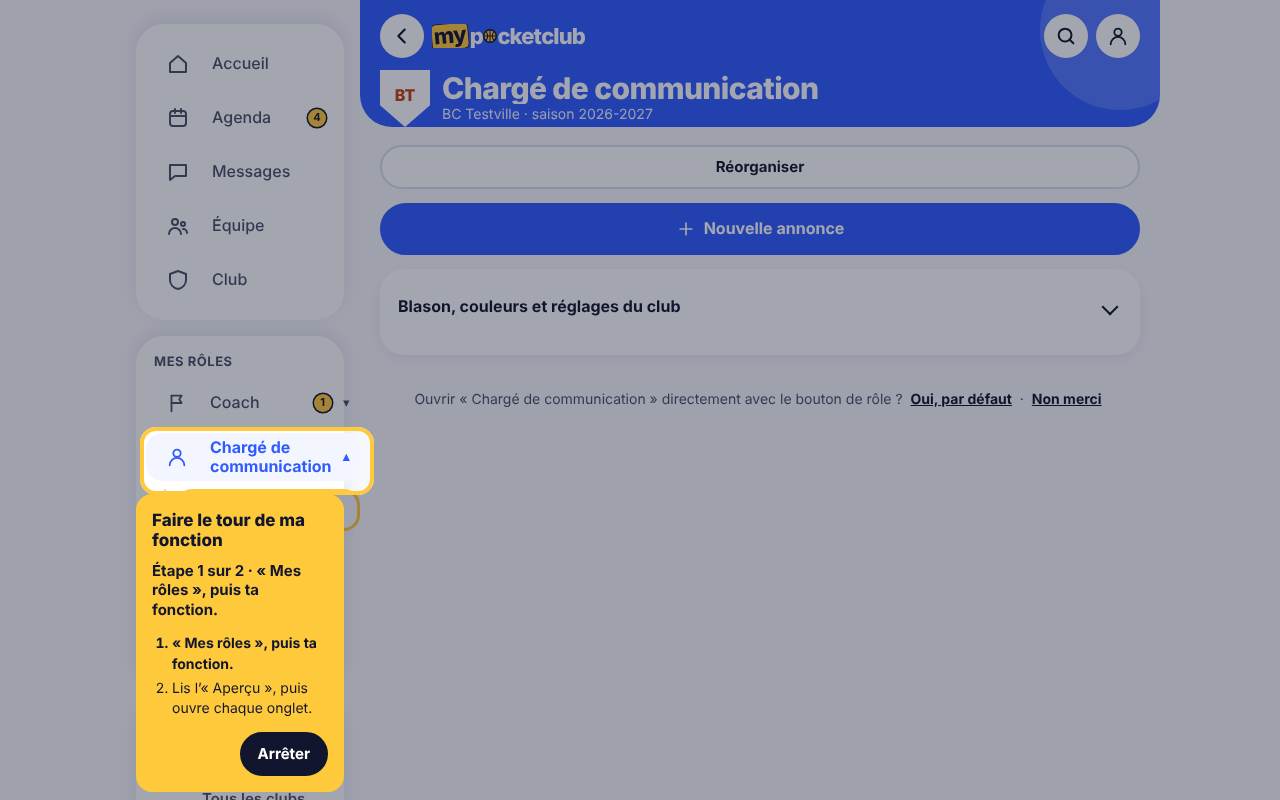 Accueil
Agenda
4
Messages
Équipe
Club
MES RÔLES
Coach
1
Chargé de
communication
Faire le tour de ma
fonction
Étape 1 sur 2 · « Mes
rôles », puis ta
fonction.
1. « Mes rôles », puis ta
fonction.
2. Lis l’« Aperçu », puis
ouvre chaque onglet.
Arrêter
Tous les clubs
mypocketclub
BT
Chargé de communication
BC Testville · saison 2026-2027
Réorganiser
Nouvelle annonce
Blason, couleurs et réglages du club
Ouvrir « Chargé de communication » directement avec le bouton de rôle ? Oui, par défaut · Non merci